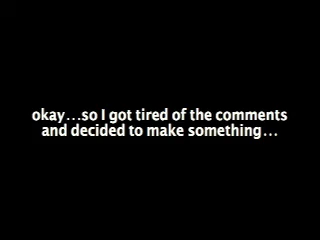 okay...so I got tired of the comments
and decided to make something...